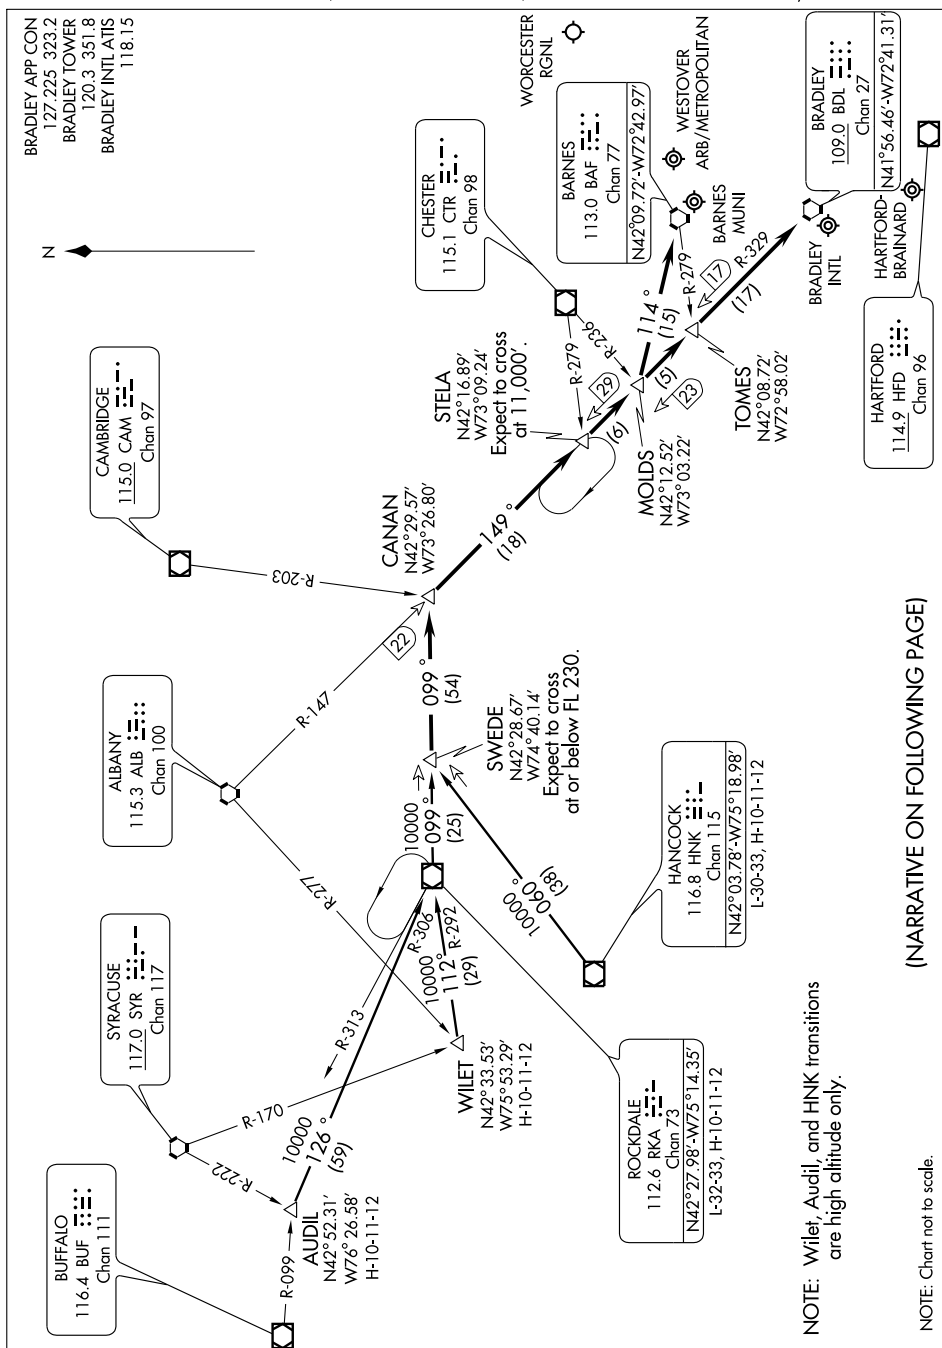 BRADLEY APP CON
127.225 323.2
BRADLEY TOWER
120.3 351.8
BRADLEY INTL ATIS
118.15
N
WORCESTER
RGNL
BRADLEY
109.0 BDL
Chan 27
N41°56.46'-W72°41.31'
BARNES
113.0 BAF
Chan 77
N42°09.72'-W72°42.97'
WESTOVER
ARB/METROPOLITAN
BARNES
MUNI
CHESTER
115.1 CTR
Chan 98
BRADLEY
INTL
HARTFORD-
BRAINARD
HARTFORD
114.9 HFD
Chan 96
R-279
R-236
R-279
17
R-329
(17)
114°
(15)
(5)
23
29
(6)
TOMES
N42°08.72'
W72°58.02'
MOLDS
N42°12.52'
W73°03.22'
STELA
N42°16.89'
W73°09.24'
Expect to cross
at 11,000'.
149°
(18)
CANAN
N42°29.57'
W73°26.80'
CAMBRIDGE
115.0 CAM
Chan 97
R-203
22
R-147
ALBANY
115.3 ALB
Chan 100
R-277
099°
(54)
SWEDE
N42°28.67'
W74°40.14'
Expect to cross
at or below FL 230.
10000
099°
(25)
10000
060°
(38)
HANCOCK
116.8 HNK
Chan 115
N42°03.78'-W75°18.98'
L-30-33, H-10-11-12
R-306
R-292
R-313
10000
112°
(29)
WILET
N42°33.53'
W75°53.29'
H-10-11-12
SYRACUSE
117.0 SYR
Chan 117
R-170
R-222
10000
126°
(59)
AUDIL
N42°52.31'
W76°26.58'
H-10-11-12
BUFFALO
116.4 BUF
Chan 111
R-099
ROCKDALE
112.6 RKA
Chan 73
N42°27.98'-W75°14.35'
L-32-33, H-10-11-12
NOTE: Wilet, Audil, and HNK transitions
are high altitude only.
(NARRATIVE ON FOLLOWING PAGE)
NOTE: Chart not to scale.